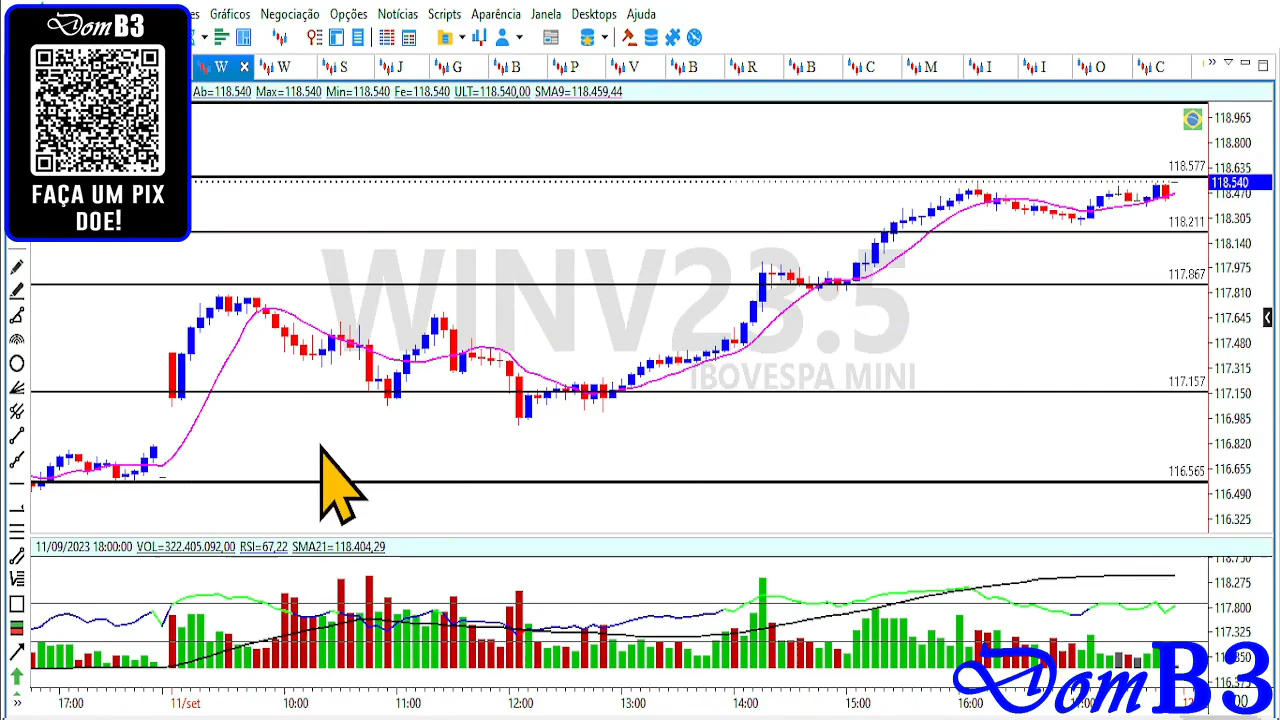 Dom B3
FAÇA UM PIX
DOE!
Gráficos Negociação Opções Notícias Scripts Aparência Janela Desktops Ajuda
W W S J G B P V B R B C M I I O C
Ab=118.540 Max=118.540 Min=118.540 Fe=118.540 ULT=118.540,00 SMA9=118.459,44
118.965
118.800
118.577
118.635
118.540
118.470
118.211
118.305
118.140
WINV23.5
IBOVESPA MINI
117.867
117.975
117.810
117.645
117.480
117.315
117.157
117.150
116.985
116.820
116.565
116.655
116.490
116.325
11/09/2023 18:00:00 VOL=322.405.092,00 RSI=67,22 SMA21=118.404,29
118.750
118.275
117.800
117.325
Dom B3
17:00 11/set 10:00 11:00 12:00 13:00 14:00 15:00 16:00